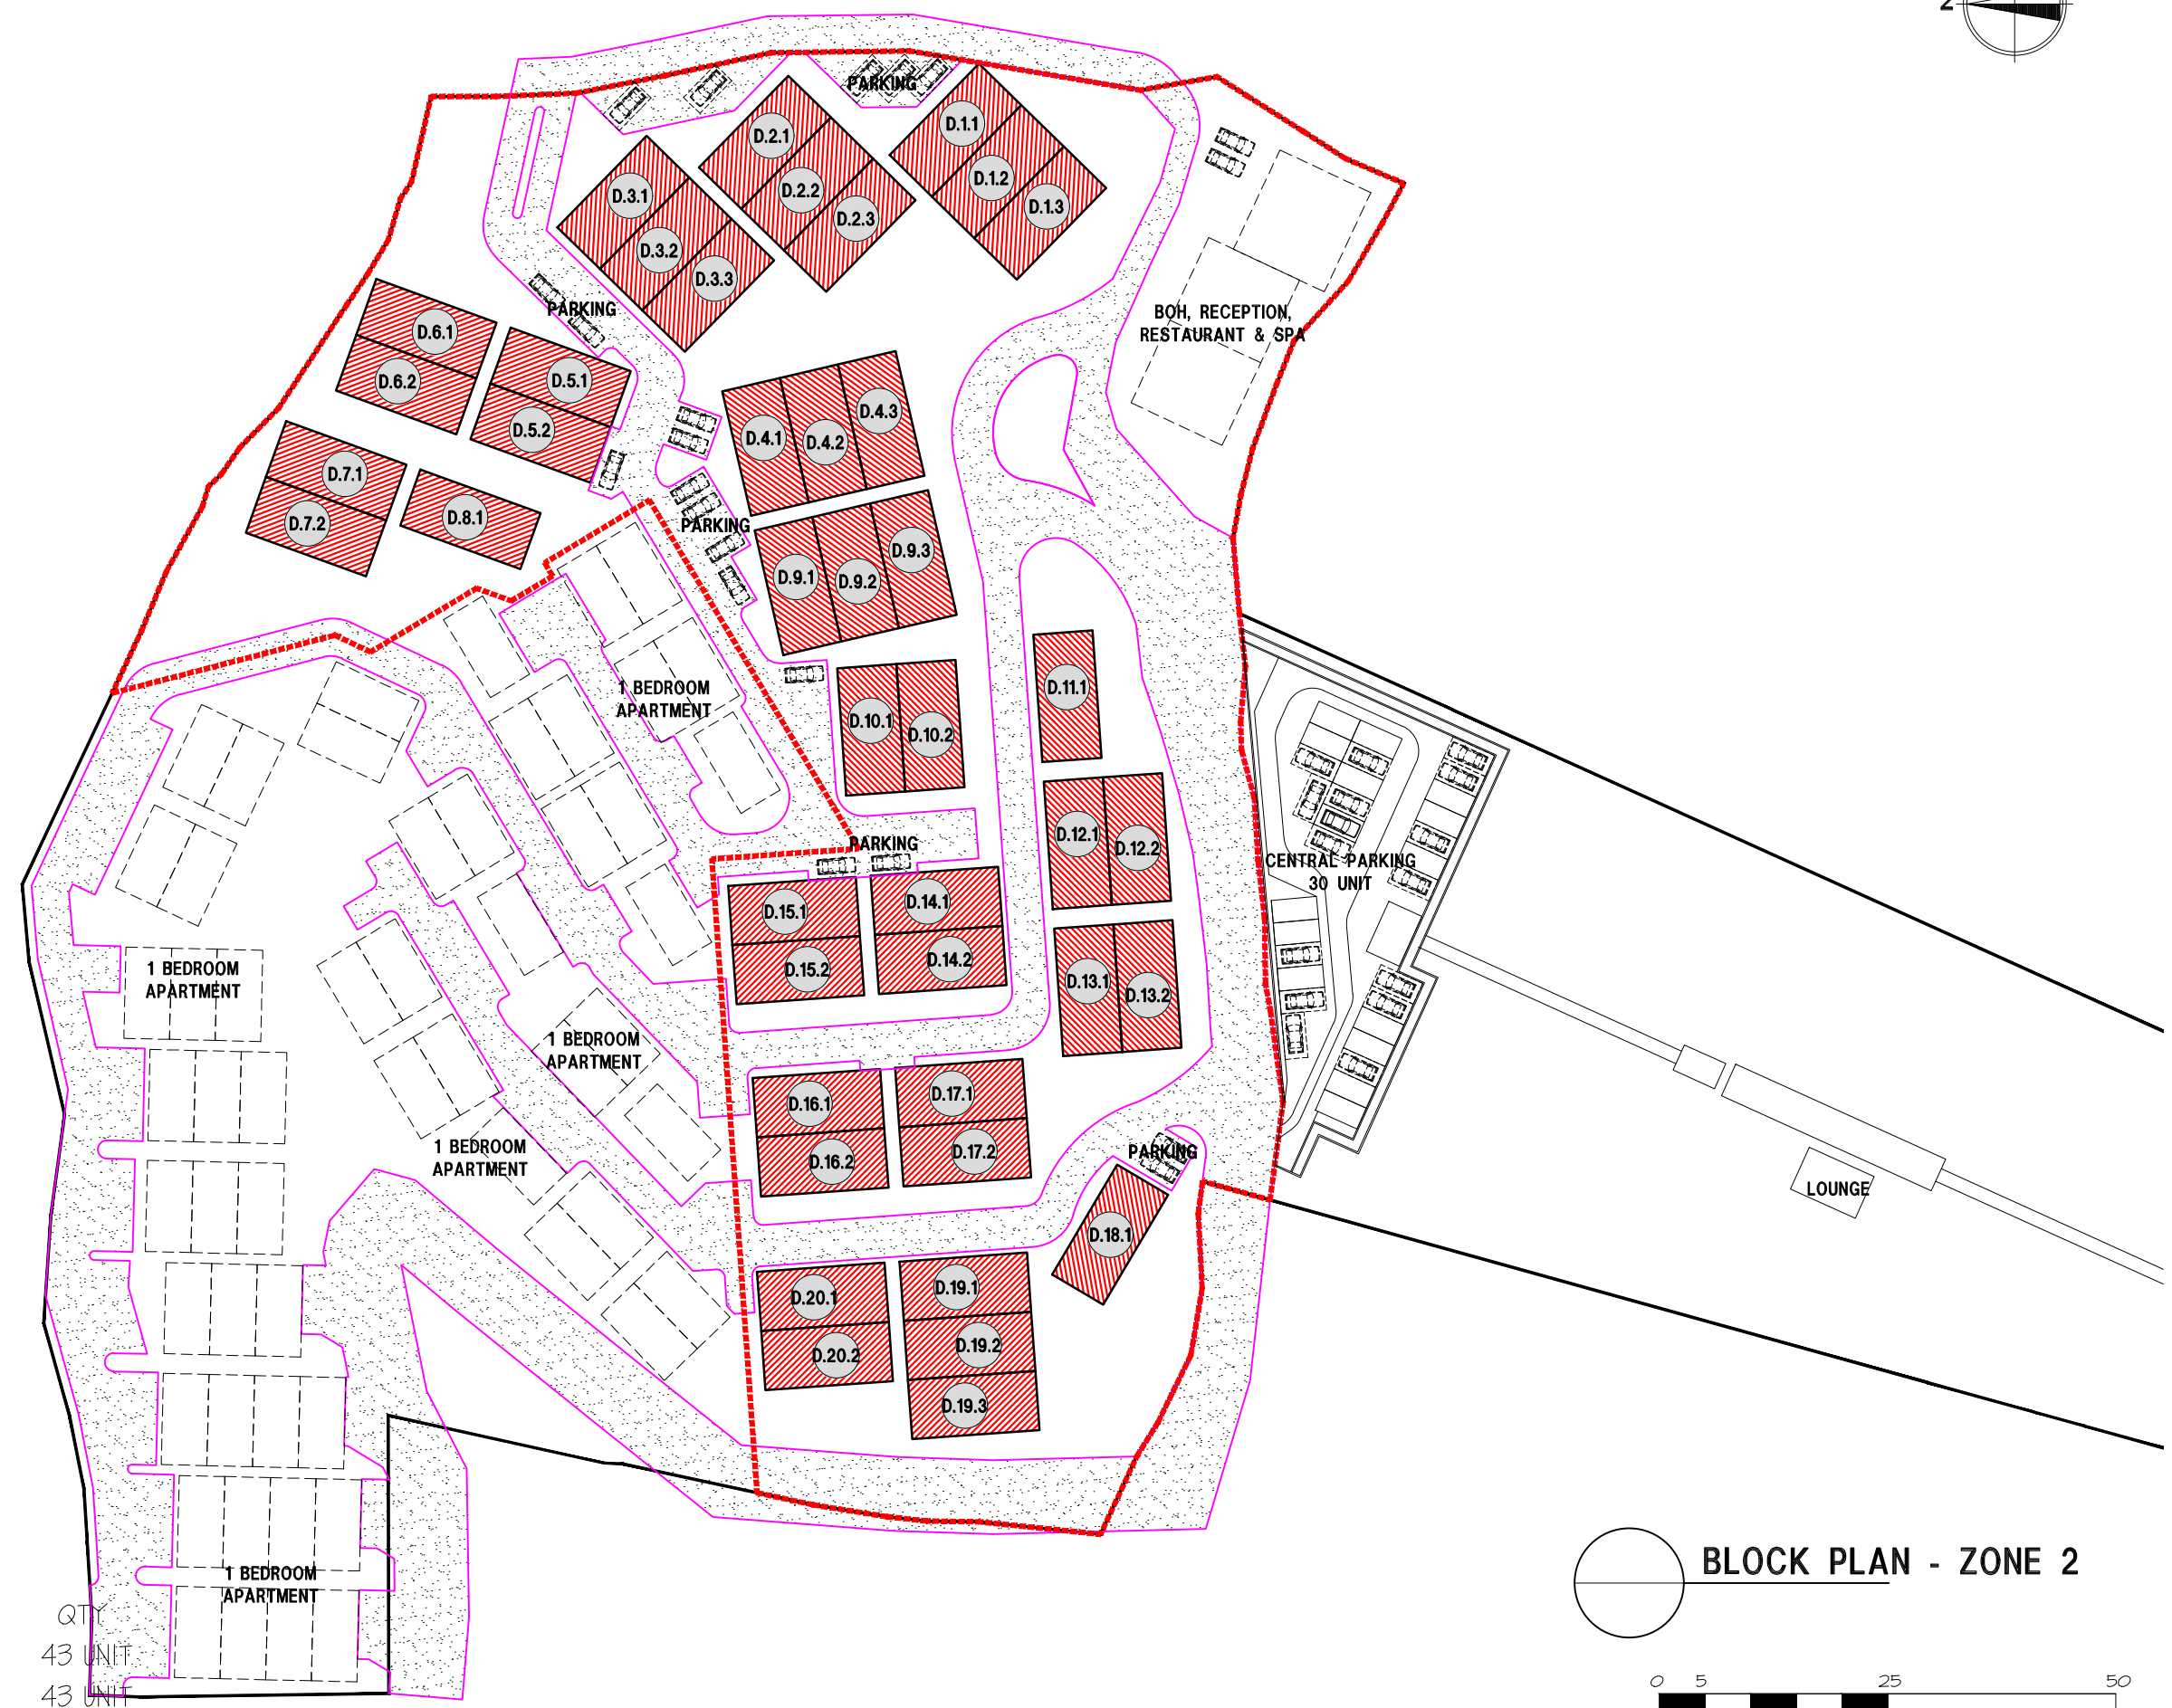 PARKING
D.1.1
D.1.2
D.1.3
D.2.1
D.2.2
D.2.3
D.3.1
D.3.2
D.3.3
PARKING
BOH, RECEPTION,
RESTAURANT & SPA
D.6.1
D.6.2
D.5.1
D.5.2
D.4.1
D.4.2
D.4.3
D.7.1
D.7.2
D.8.1
PARKING
D.9.1
D.9.2
D.9.3
1 BEDROOM
APARTMENT
D.10.1
D.10.2
D.11.1
D.12.1
D.12.2
PARKING
CENTRAL PARKING
30 UNIT
D.15.1
D.15.2
D.14.1
D.14.2
D.13.1
D.13.2
1 BEDROOM
APARTMENT
1 BEDROOM
APARTMENT
D.16.1
D.16.2
D.17.1
D.17.2
1 BEDROOM
APARTMENT
PARKING
LOUNGE
D.18.1
D.20.1
D.20.2
D.19.1
D.19.2
D.19.3
1 BEDROOM
APARTMENT
BLOCK PLAN - ZONE 2
QTY
43 UNIT
43 UNIT
0 5 25 50